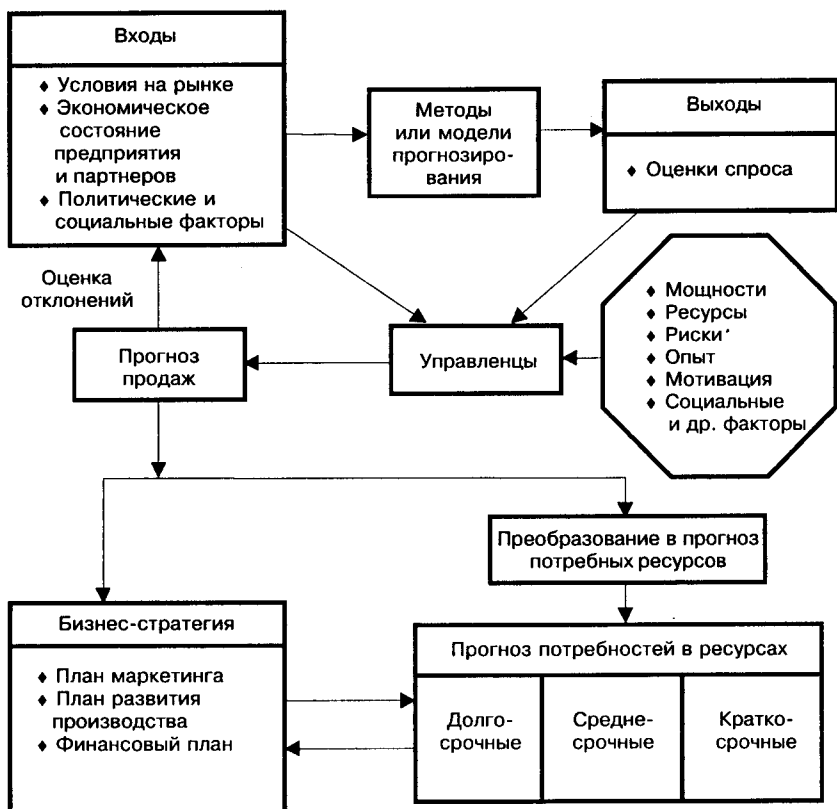 Входы
♦ Условия на рынке
♦ Экономическое
состояние
предприятия
и партнеров
♦ Политические и
социальные факторы
Методы
или модели
прогнозиро-
вания
Выходы
♦ Оценки спроса
Оценка
отклонений
Прогноз
продаж
Управленцы
♦ Мощности
♦ Ресурсы
♦ Риски
♦ Опыт
♦ Мотивация
♦ Социальные
и др. факторы
Преобразование в прогноз
потребных ресурсов
Бизнес-стратегия
♦ План маркетинга
♦ План развития
производства
♦ Финансовый план
Прогноз потребностей в ресурсах
Долго-
срочные
Средне-
срочные
Кратко-
срочные